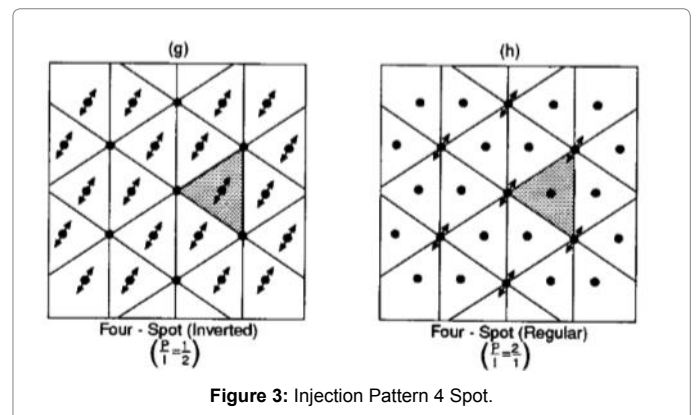 (g)
(h)
Four - Spot (Inverted)
(P/I = 1/2)
Four - Spot (Regular)
(P/I = 2/1)
Figure 3: Injection Pattern 4 Spot.